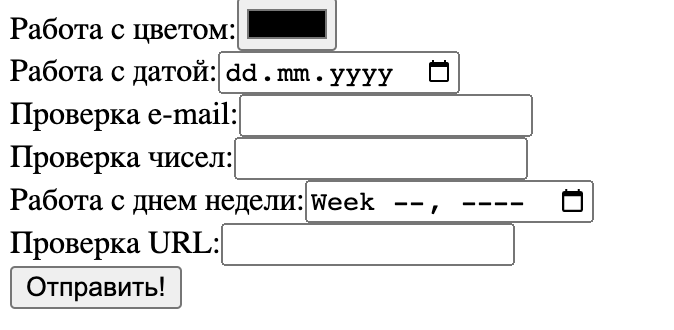 Работа с цветом:
Работа с датой: dd.mm.yyyy
Проверка e-mail:
Проверка чисел:
Работа с днем недели: Week --, ----
Проверка URL:
Отправить!